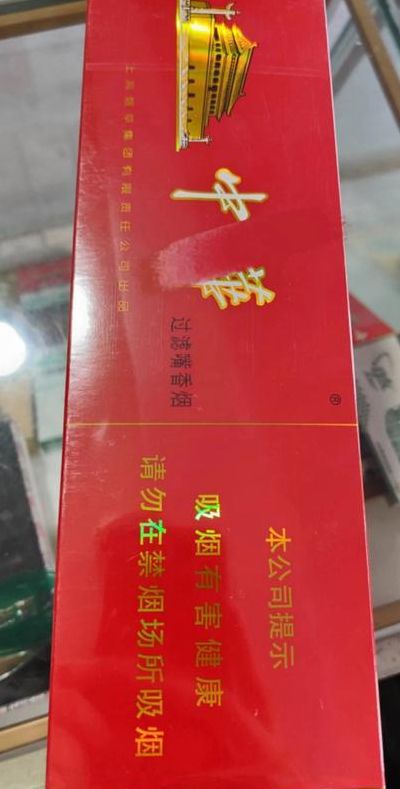 中华
过滤嘴香烟
上海烟草集团有限责任公司出品
®
本公司提示
吸烟有害健康
请勿在禁烟场所吸烟